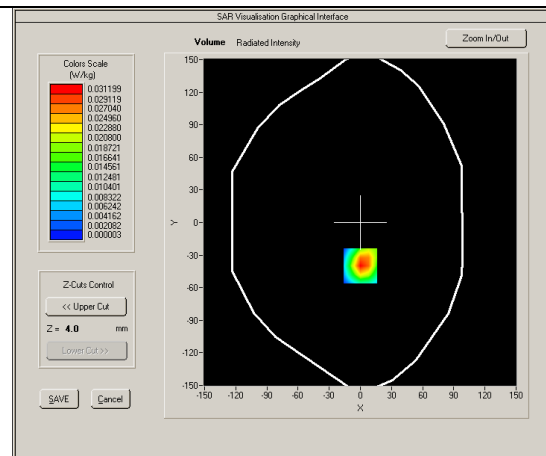 SAR Visualisation Graphical Interface
Volume Radiated Intensity
Zoom In/Out
Colors Scale
(W/kg)
0.031199
0.029119
0.027040
0.024960
0.022880
0.020800
0.018721
0.016641
0.014561
0.012481
0.010401
0.008322
0.006242
0.004162
0.002082
0.000003
Z-Cuts Control
<< Upper Cut
Z = 4.0 mm
Lower Cut >>
SAVE Cancel
150
120
90
60
30
Y 0
-30
-60
-90
-120
-150
-150 -120 -90 -60 -30 0 30 60 90 120 150
X